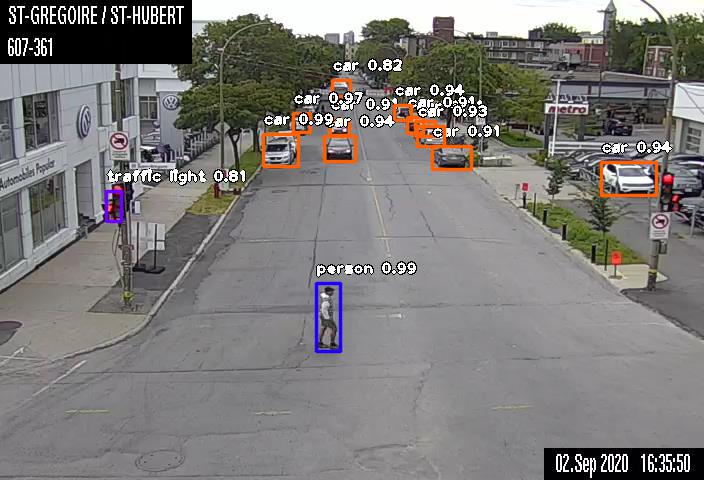 ST-GREGOIRE / ST-HUBERT
607-361
car 0.82
car 0.94
car 0.97
0.91
car 0.93
car 0.99
car 0.94
car 0.91
car 0.94
traffic light 0.81
Automobiles Popular
metro
person 0.99
02.Sep 2020 16:35:50